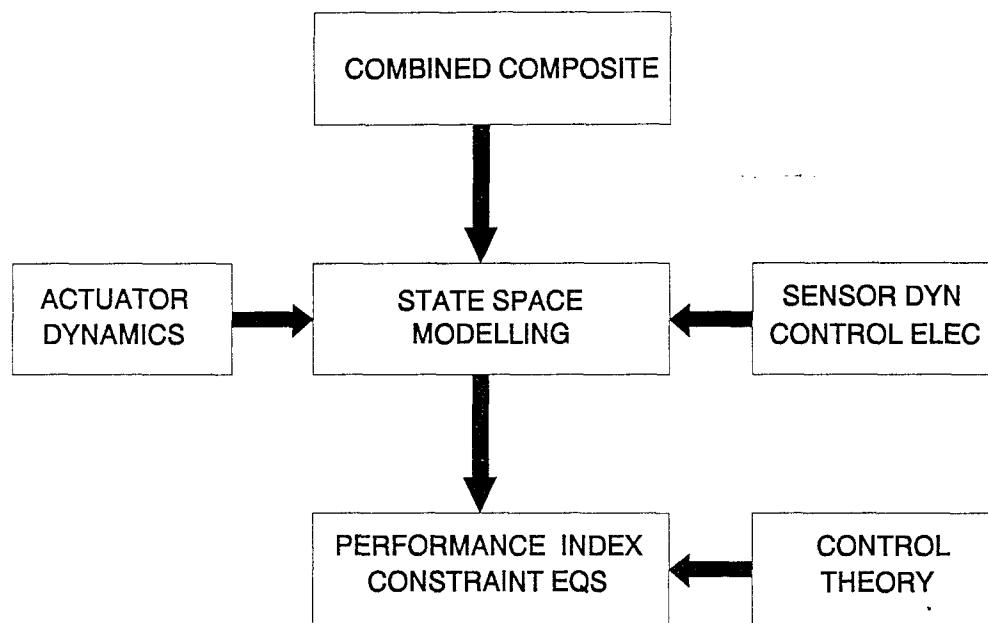 COMBINED COMPOSITE
ACTUATOR
DYNAMICS
STATE SPACE
MODELLING
SENSOR DYN
CONTROL ELEC
PERFORMANCE INDEX
CONSTRAINT EQS
CONTROL
THEORY